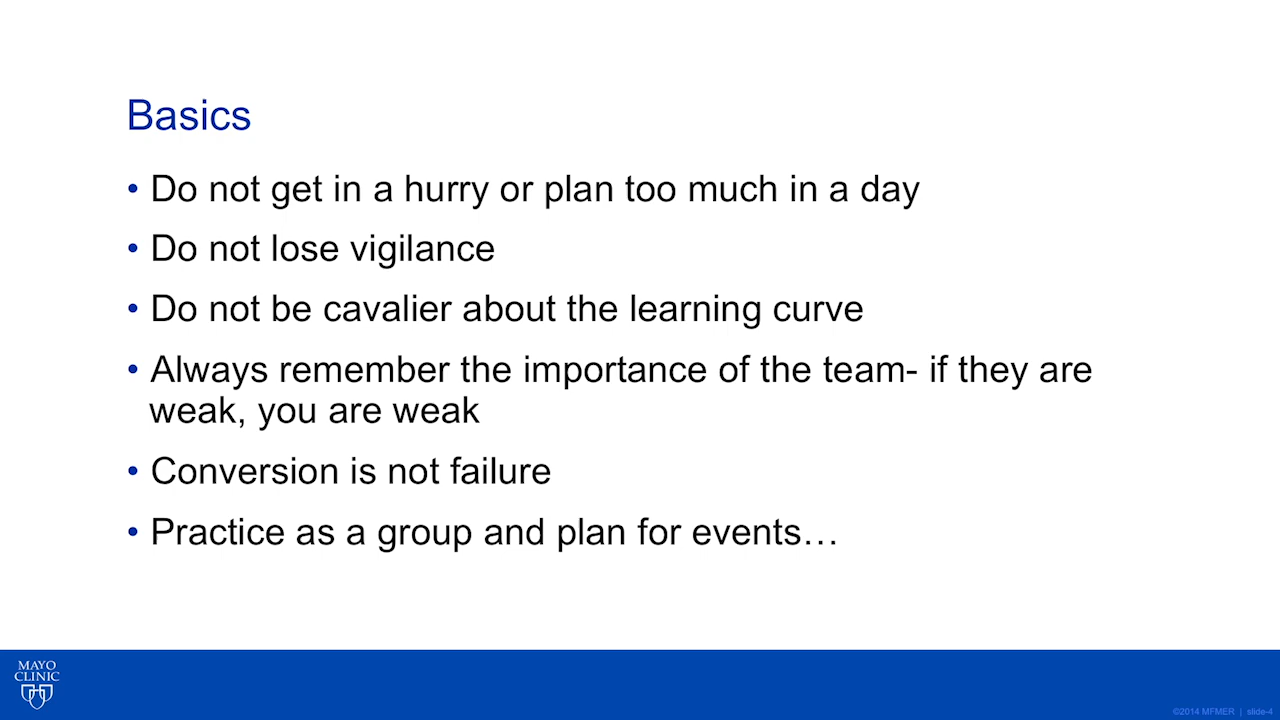 Basics
• Do not get in a hurry or plan too much in a day
• Do not lose vigilance
• Do not be cavalier about the learning curve
• Always remember the importance of the team- if they are
weak, you are weak
• Conversion is not failure
• Practice as a group and plan for events…
MAYO
CLINIC
©2014 MFMER | slide-4